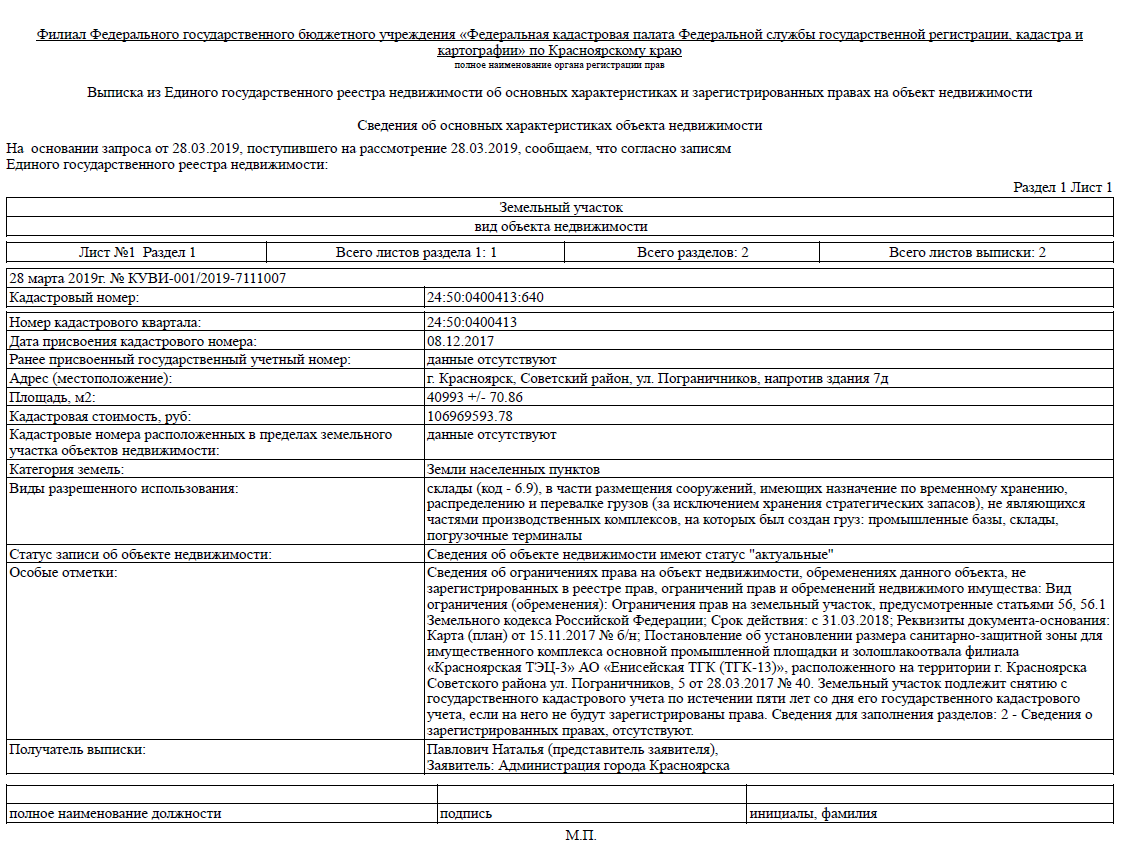 Филиал Федерального государственного бюджетного учреждения «Федеральная кадастровая палата Федеральной службы государственной регистрации, кадастра и
картографии» по Красноярскому краю
полное наименование органа регистрации прав
Выписка из Единого государственного реестра недвижимости об основных характеристиках и зарегистрированных правах на объект недвижимости
Сведения об основных характеристиках объекта недвижимости
На основании запроса от 28.03.2019, поступившего на рассмотрение 28.03.2019, сообщаем, что согласно записям
Единого государственного реестра недвижимости:
Раздел 1 Лист 1
Земельный участок
вид объекта недвижимости
Лист №1 Раздел 1 Всего листов раздела 1: 1 Всего разделов: 2 Всего листов выписки: 2
28 марта 2019г. № КУВИ-001/2019-7111007
Кадастровый номер: 24:50:0400413:640
Номер кадастрового квартала: 24:50:0400413
Дата присвоения кадастрового номера: 08.12.2017
Ранее присвоенный государственный учетный номер: данные отсутствуют
Адрес (местоположение): г. Красноярск, Советский район, ул. Пограничников, напротив здания 7д
Площадь, м2: 40993 +/- 70.86
Кадастровая стоимость, руб: 106969593.78
Кадастровые номера расположенных в пределах земельного
участка объектов недвижимости:
данные отсутствуют
Категория земель: Земли населенных пунктов
Виды разрешенного использования:
склады (код - 6.9), в части размещения сооружений, имеющих назначение по временному хранению,
распределению и перевалке грузов (за исключением хранения стратегических запасов), не являющихся
частями производственных комплексов, на которых был создан груз: промышленные базы, склады,
погрузочные терминалы
Статус записи об объекте недвижимости: Сведения об объекте недвижимости имеют статус "актуальные"
Особые отметки:
Сведения об ограничениях права на объект недвижимости, обременениях данного объекта, не
зарегистрированных в реестре прав, ограничений прав и обременений недвижимого имущества: Вид
ограничения (обременения): Ограничения прав на земельный участок, предусмотренные статьями 56, 56.1
Земельного кодекса Российской Федерации; Срок действия: с 31.03.2018; Реквизиты документа-основания:
Карта (план) от 15.11.2017 № б/н; Постановление об установлении размера санитарно-защитной зоны для
имущественного комплекса основной промышленной площадки и золошлакоотвала филиала
«Красноярская ТЭЦ-3» АО «Енисейская ТГК (ТГК-13)», расположенного на территории г. Красноярска
Советского района ул. Пограничников, 5 от 28.03.2017 № 40. Земельный участок подлежит снятию с
государственного кадастрового учета по истечении пяти лет со дня его государственного кадастрового
учета, если на него не будут зарегистрированы права. Сведения для заполнения разделов: 2 - Сведения о
зарегистрированных правах, отсутствуют.
Получатель выписки:
Павлович Наталья (представитель заявителя),
Заявитель: Администрация города Красноярска
полное наименование должности подпись инициалы, фамилия
М.П.